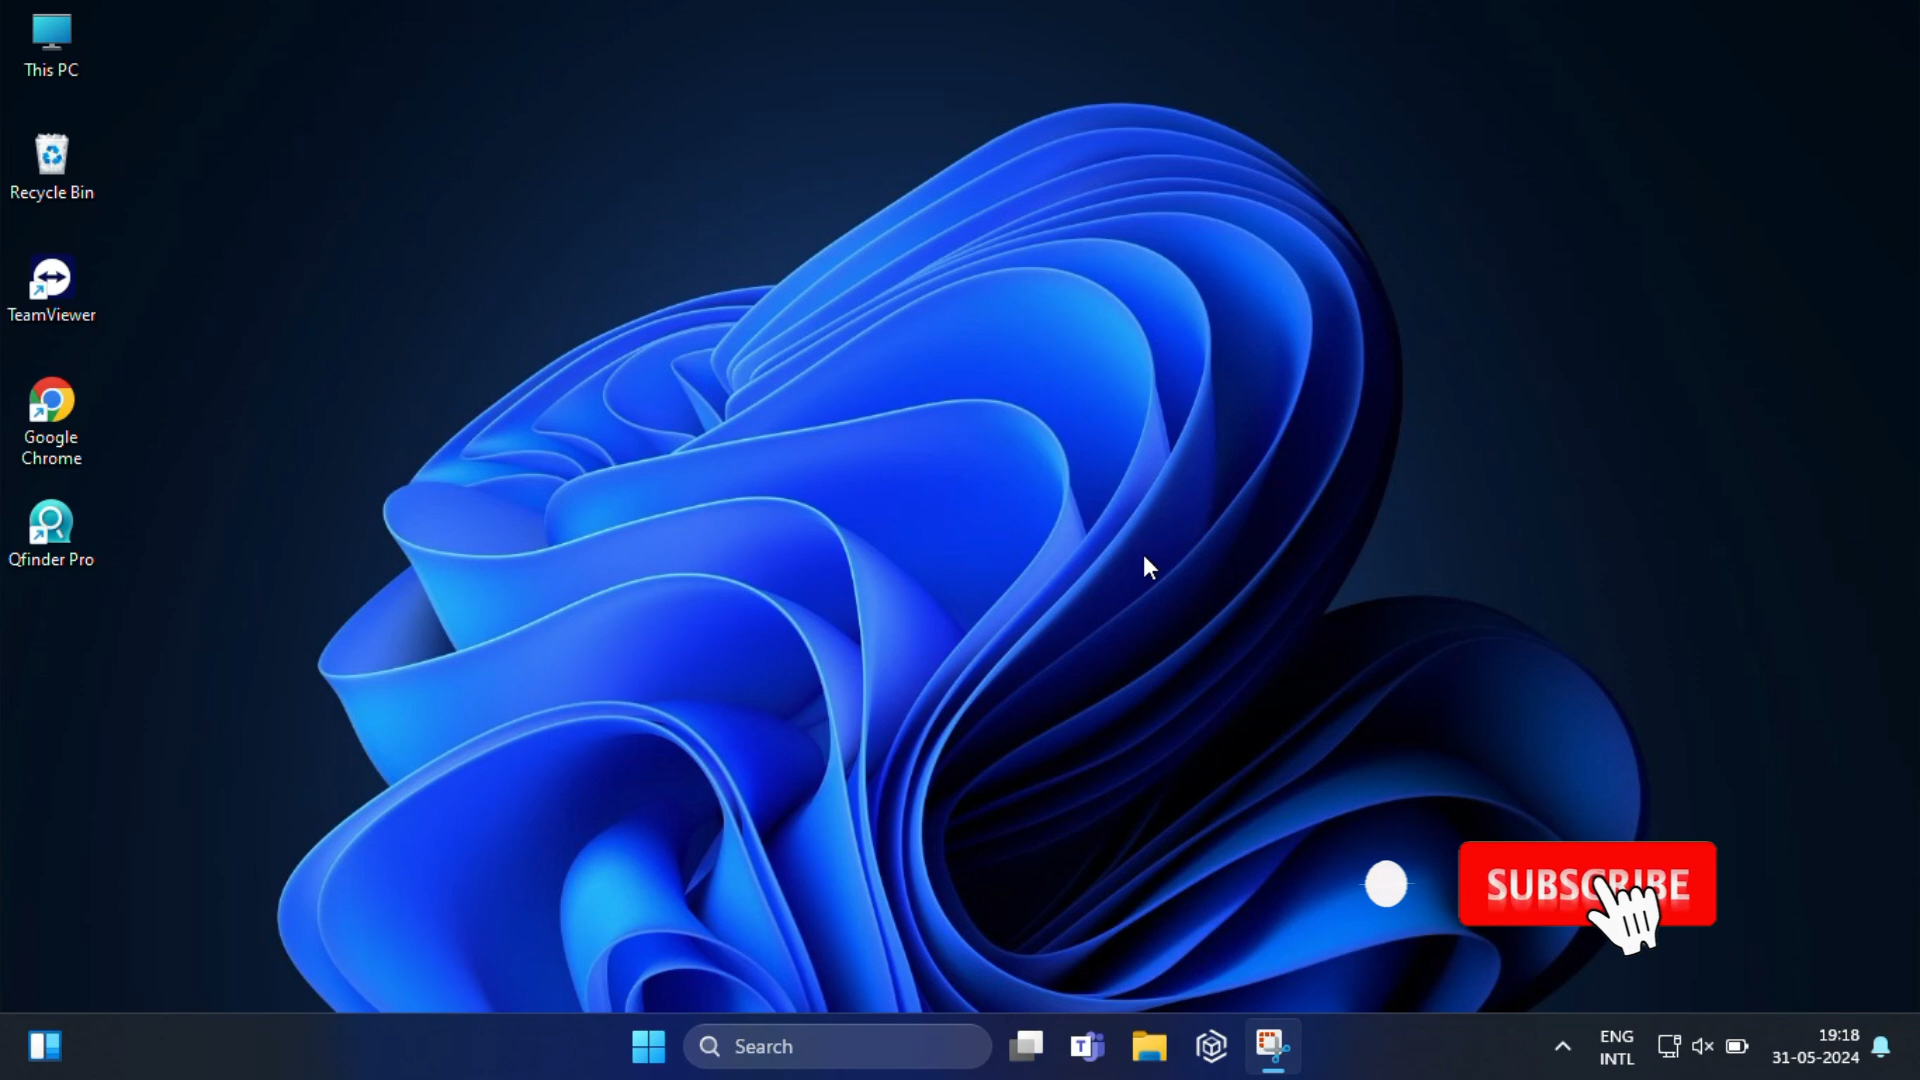 This PC
Recycle Bin
TeamViewer
Google
Chrome
Qfinder Pro
SUBSCRIBE
Search
T
ENG
INTL
19:18
31-05-2024